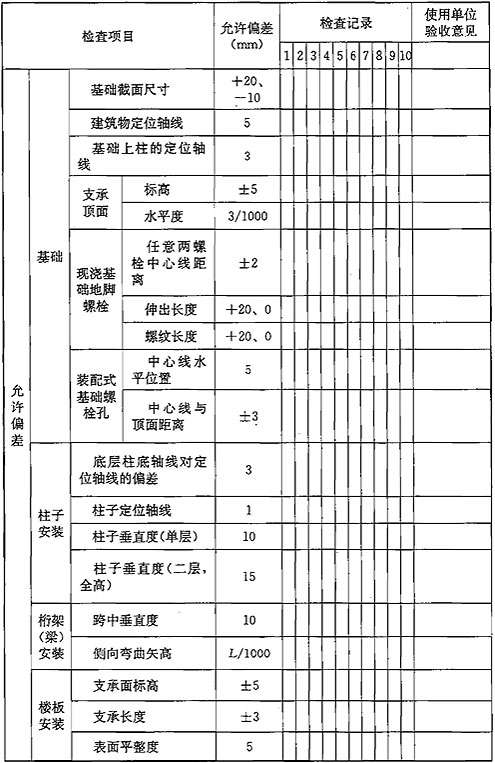 检查项目
允许偏差
(mm)
检查记录
使用单位
验收意见
1 2 3 4 5 6 7 8 9 10
允许偏差
基础
基础截面尺寸
+20、
-10
建筑物定位轴线
5
基础上柱的定位轴
线
3
支承
顶面
标高
±5
水平度
3/1000
现浇基
础地脚
螺栓
任意两螺
栓中心线距
离
±2
伸出长度
+20、0
螺纹长度
+20、0
装配式
基础螺
栓孔
中心线水
平位置
5
中心线与
顶面距离
±3
柱子
安装
底层柱底轴线对定
位轴线的偏差
3
柱子定位轴线
1
柱子垂直度(单层)
10
柱子垂直度(二层,
全高)
15
桁架
(梁)
安装
跨中垂直度
10
侧向弯曲矢高
L/1000
楼板
安装
支承面标高
±5
支承长度
±3
表面平整度
5